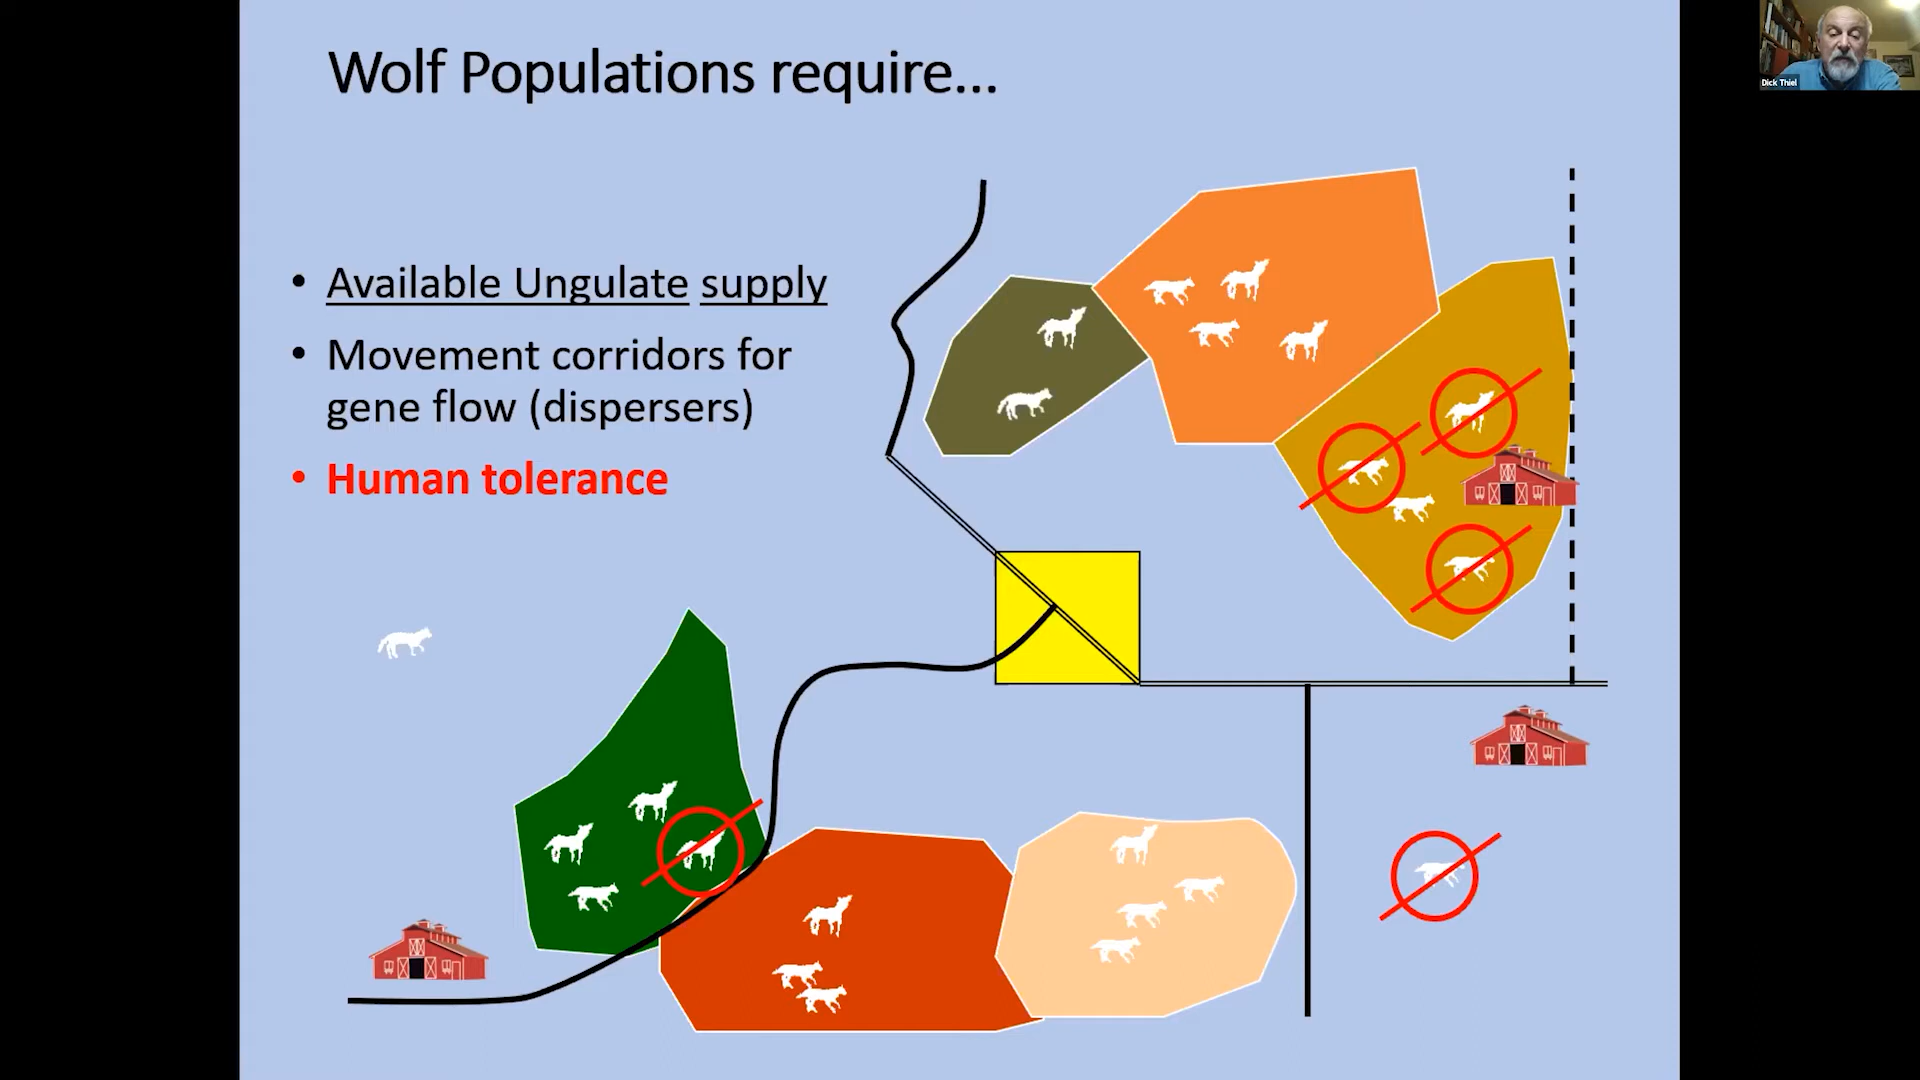 Wolf Populations require...
• Available Ungulate supply
• Movement corridors for
gene flow (dispersers)
• Human tolerance
Dick Thiel